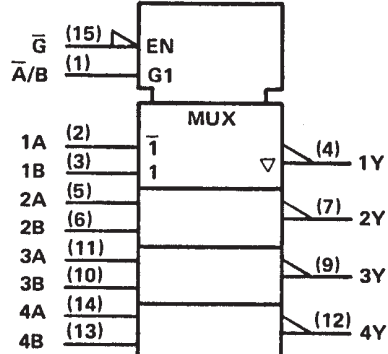 G̅ (15) EN
A̅/B (1) G1
MUX
1A (2) 1̅ (4) 1Y
1B (3) 1 ▽
2A (5) (7) 2Y
2B (6)
3A (11) (9) 3Y
3B (10)
4A (14) (12) 4Y
4B (13)